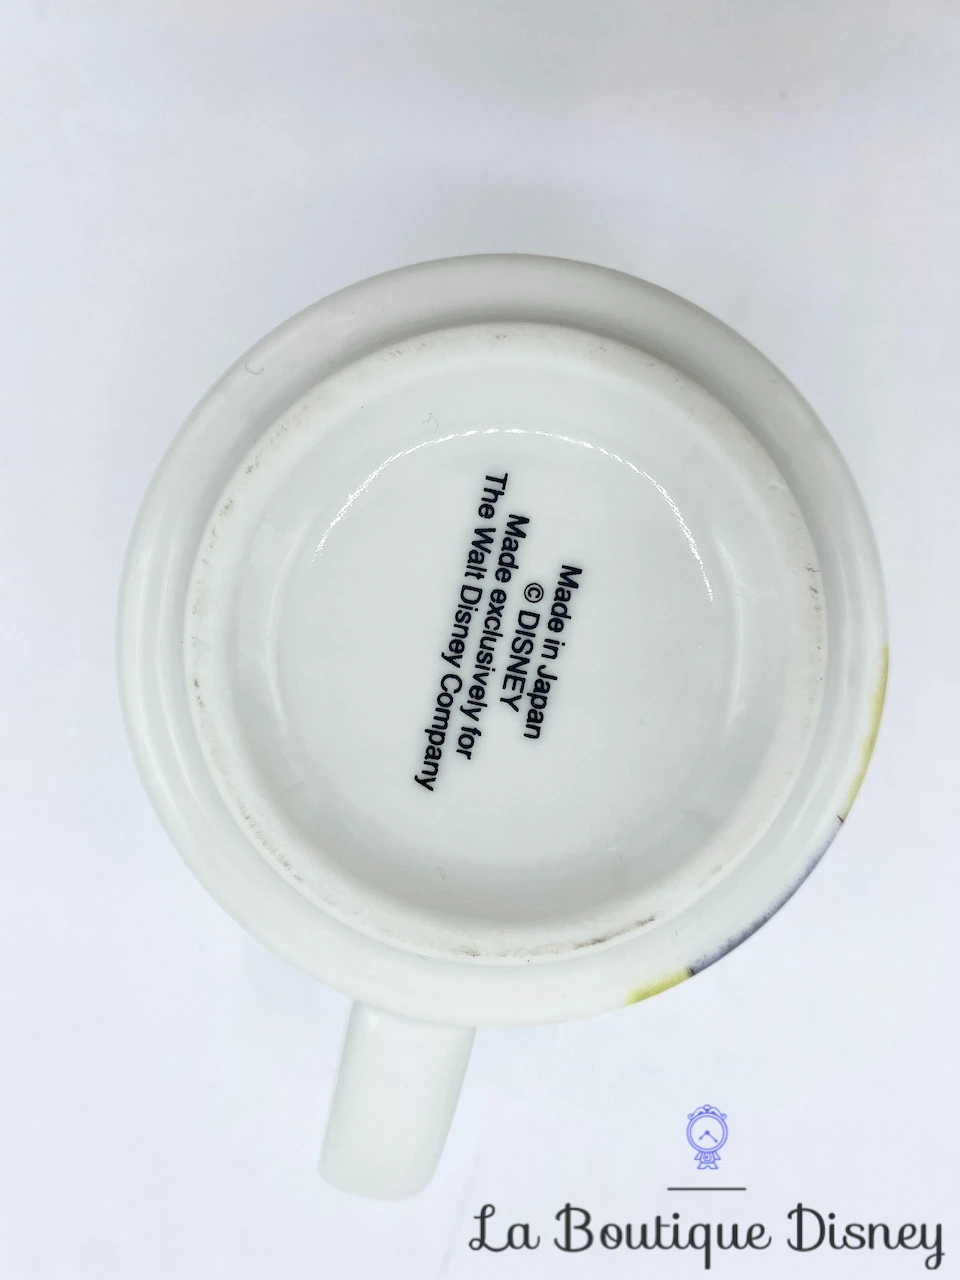 Made in Japan
© DISNEY
Made exclusively for
The Walt Disney Company
La Boutique Disney